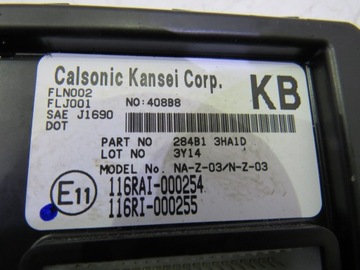 Calsonic Kansei Corp.
KB
FLN002
FLJ001
NO:408B8
SAE J1690
DOT
PART NO 284B1 3HA1D
LOT NO 3Y14
MODEL No. NA-Z-03/N-Z-03
E11
116RAI-000254
116RI-000255